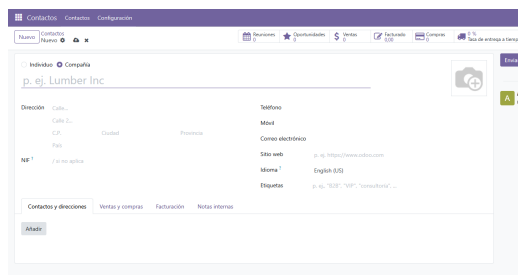 Contactos Contactos Configuración
Nuevo Contactos Nuevo
Reuniones 0 Oportunidades 0 Ventas 0 Facturado 0,00 Compras 0 0 % Tasa de entrega a tiempo
Individuo Compañía
Enviar
p. ej. Lumber Inc
A
Dirección Calle... Teléfono
Calle 2... Móvil
C.P. Ciudad Provincia Correo electrónico
País Sitio web p. ej. https://www.odoo.com
NIF ? / si no aplica Idioma ? English (US)
Etiquetas p. ej. "B2B", "VIP", "consultoría", ...
Contactos y direcciones Ventas y compras Facturación Notas internas
Añadir